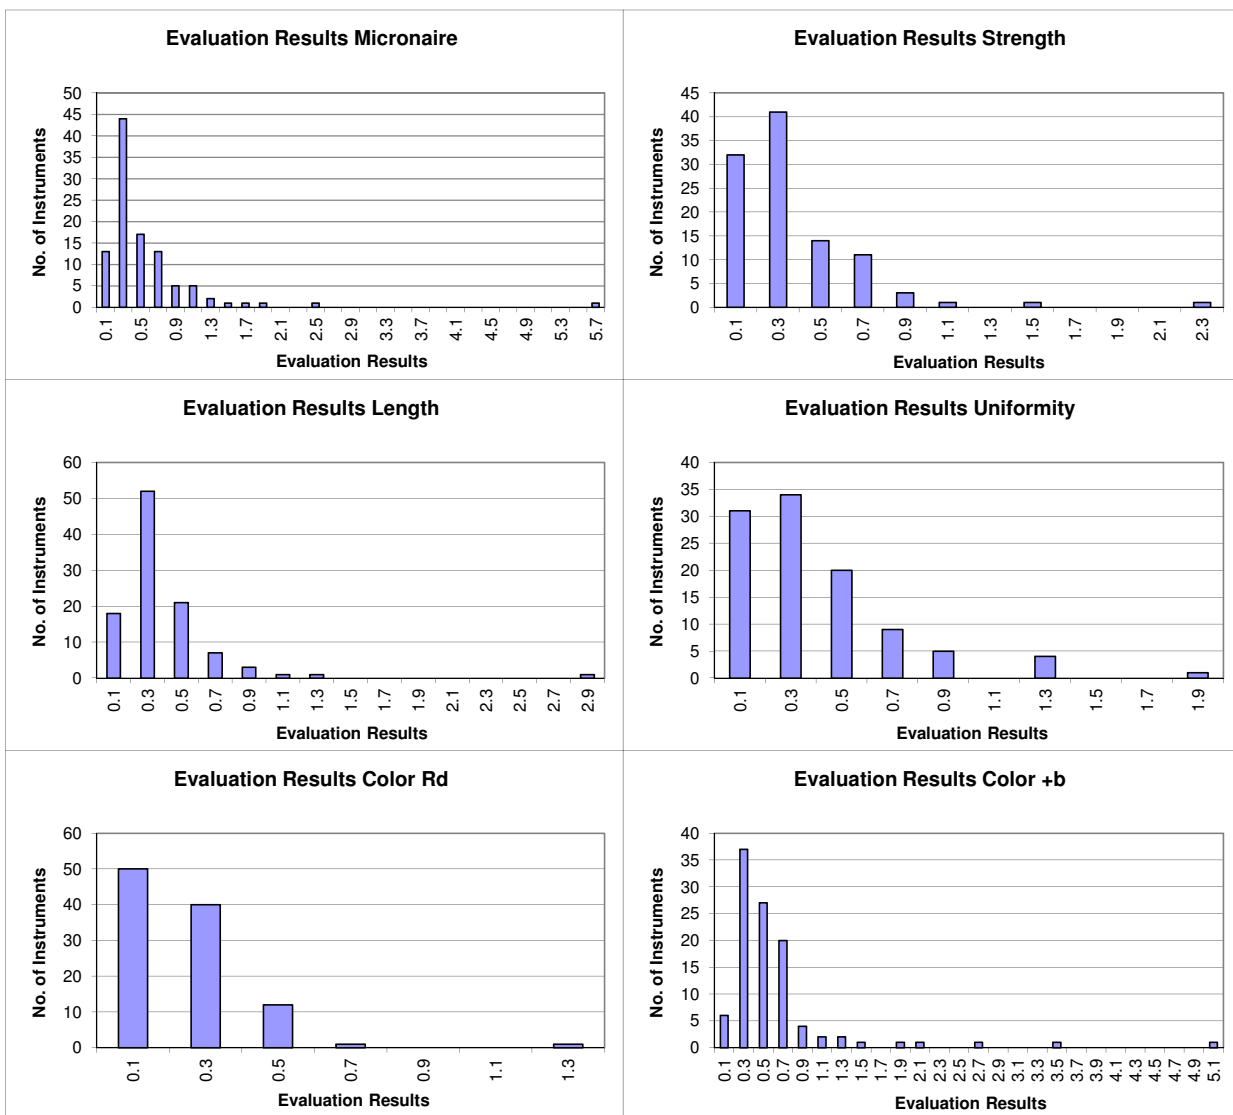 Evaluation Results Micronaire
50
45
40
35
30
25
20
15
10
5
0
No. of Instruments
0.1 0.5 0.9 1.3 1.7 2.1 2.5 2.9 3.3 3.7 4.1 4.5 4.9 5.3 5.7
Evaluation Results
Evaluation Results Strength
45
40
35
30
25
20
15
10
5
0
No. of Instruments
0.1 0.3 0.5 0.7 0.9 1.1 1.3 1.5 1.7 1.9 2.1 2.3
Evaluation Results
Evaluation Results Length
60
50
40
30
20
10
0
No. of Instruments
0.1 0.3 0.5 0.7 0.9 1.1 1.3 1.5 1.7 1.9 2.1 2.3 2.5 2.7 2.9
Evaluation Results
Evaluation Results Uniformity
40
35
30
25
20
15
10
5
0
No. of Instruments
0.1 0.3 0.5 0.7 0.9 1.1 1.3 1.5 1.7 1.9
Evaluation Results
Evaluation Results Color Rd
60
50
40
30
20
10
0
No. of Instruments
0.1 0.3 0.5 0.7 0.9 1.1 1.3
Evaluation Results
Evaluation Results Color +b
40
35
30
25
20
15
10
5
0
No. of Instruments
0.1 0.3 0.5 0.7 0.9 1.1 1.3 1.5 1.7 1.9 2.1 2.3 2.5 2.7 2.9 3.1 3.3 3.5 3.7 3.9 4.1 4.3 4.5 4.7 4.9 5.1
Evaluation Results